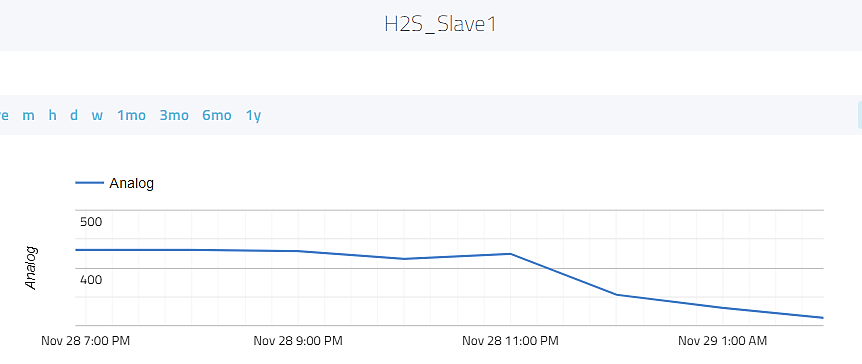 H2S_Slave1
m h d w 1mo 3mo 6mo 1y
Analog
500
400
Analog
Nov 28 7:00 PM Nov 28 9:00 PM Nov 28 11:00 PM Nov 29 1:00 AM